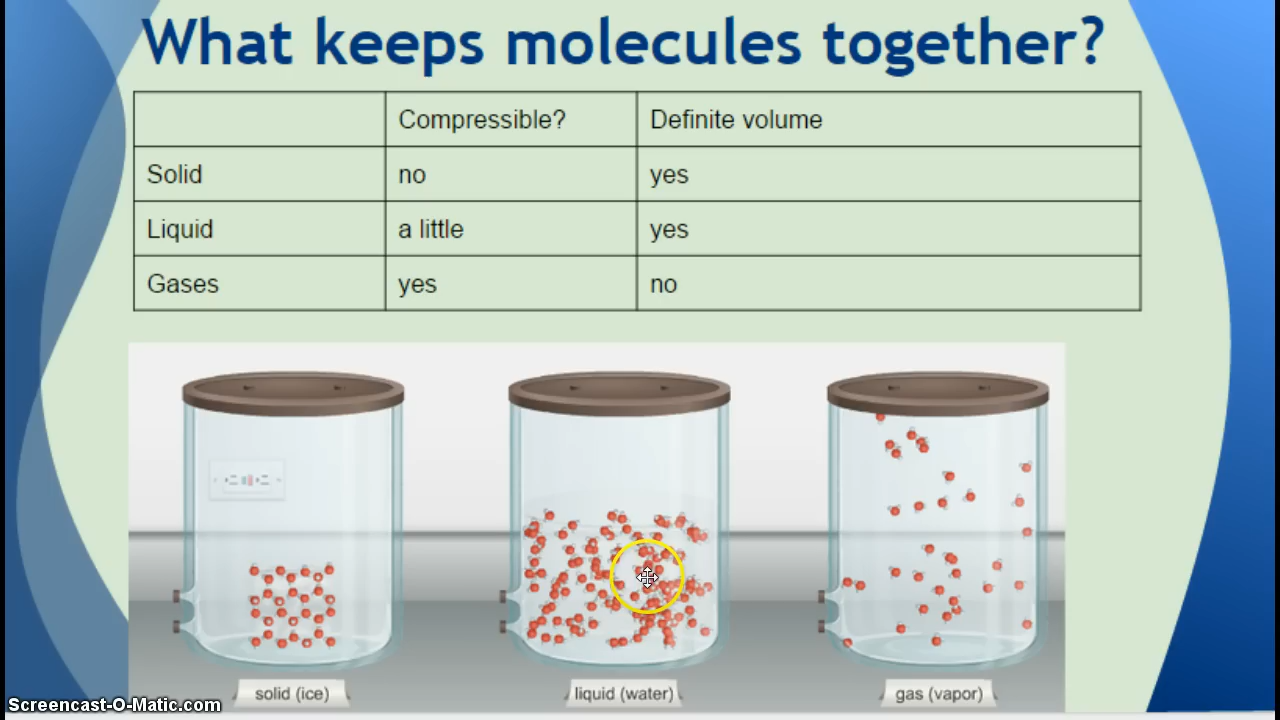 What keeps molecules together?
Compressible? Definite volume
Solid no yes
Liquid a little yes
Gases yes no
solid (ice) liquid (water) gas (vapor)
Screencast-O-Matic.com